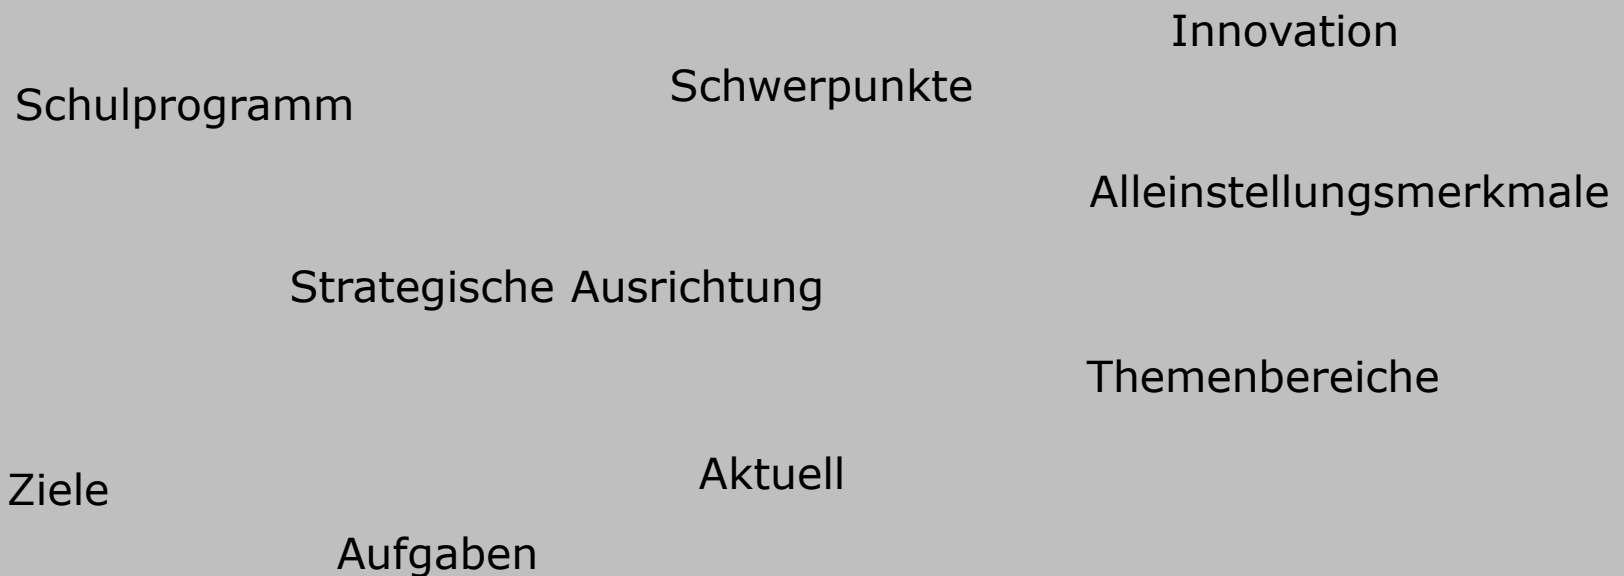 Innovation
Schwerpunkte
Schulprogramm
Alleinstellungsmerkmale
Strategische Ausrichtung
Themenbereiche
Aktuell
Ziele
Aufgaben